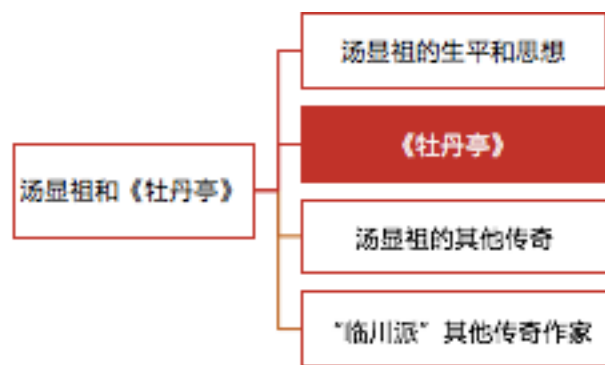 汤显祖的生平和思想
《牡丹亭》
汤显祖和《牡丹亭》
汤显祖的其他传奇
“临川派”其他传奇作家